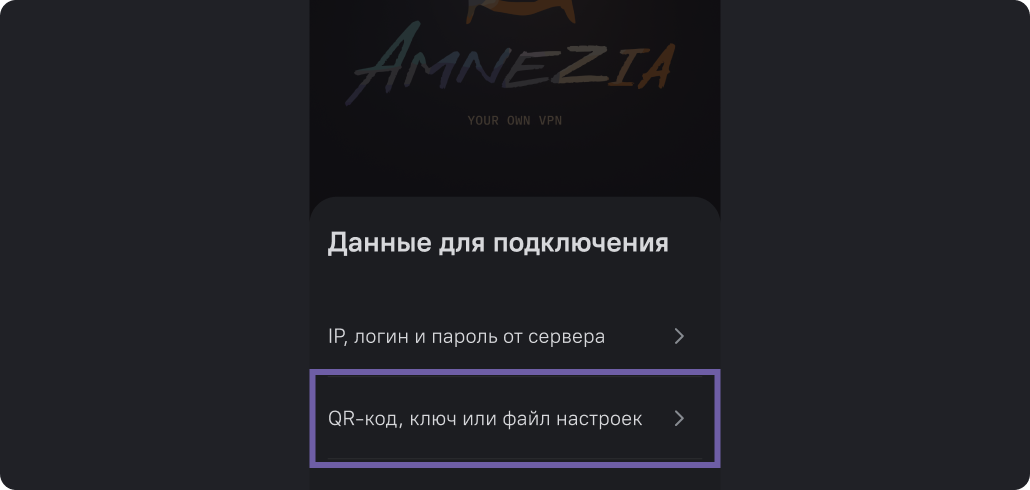 AMNEZIA
YOUR OWN VPN
Данные для подключения
IP, логин и пароль от сервера
QR-код, ключ или файл настроек